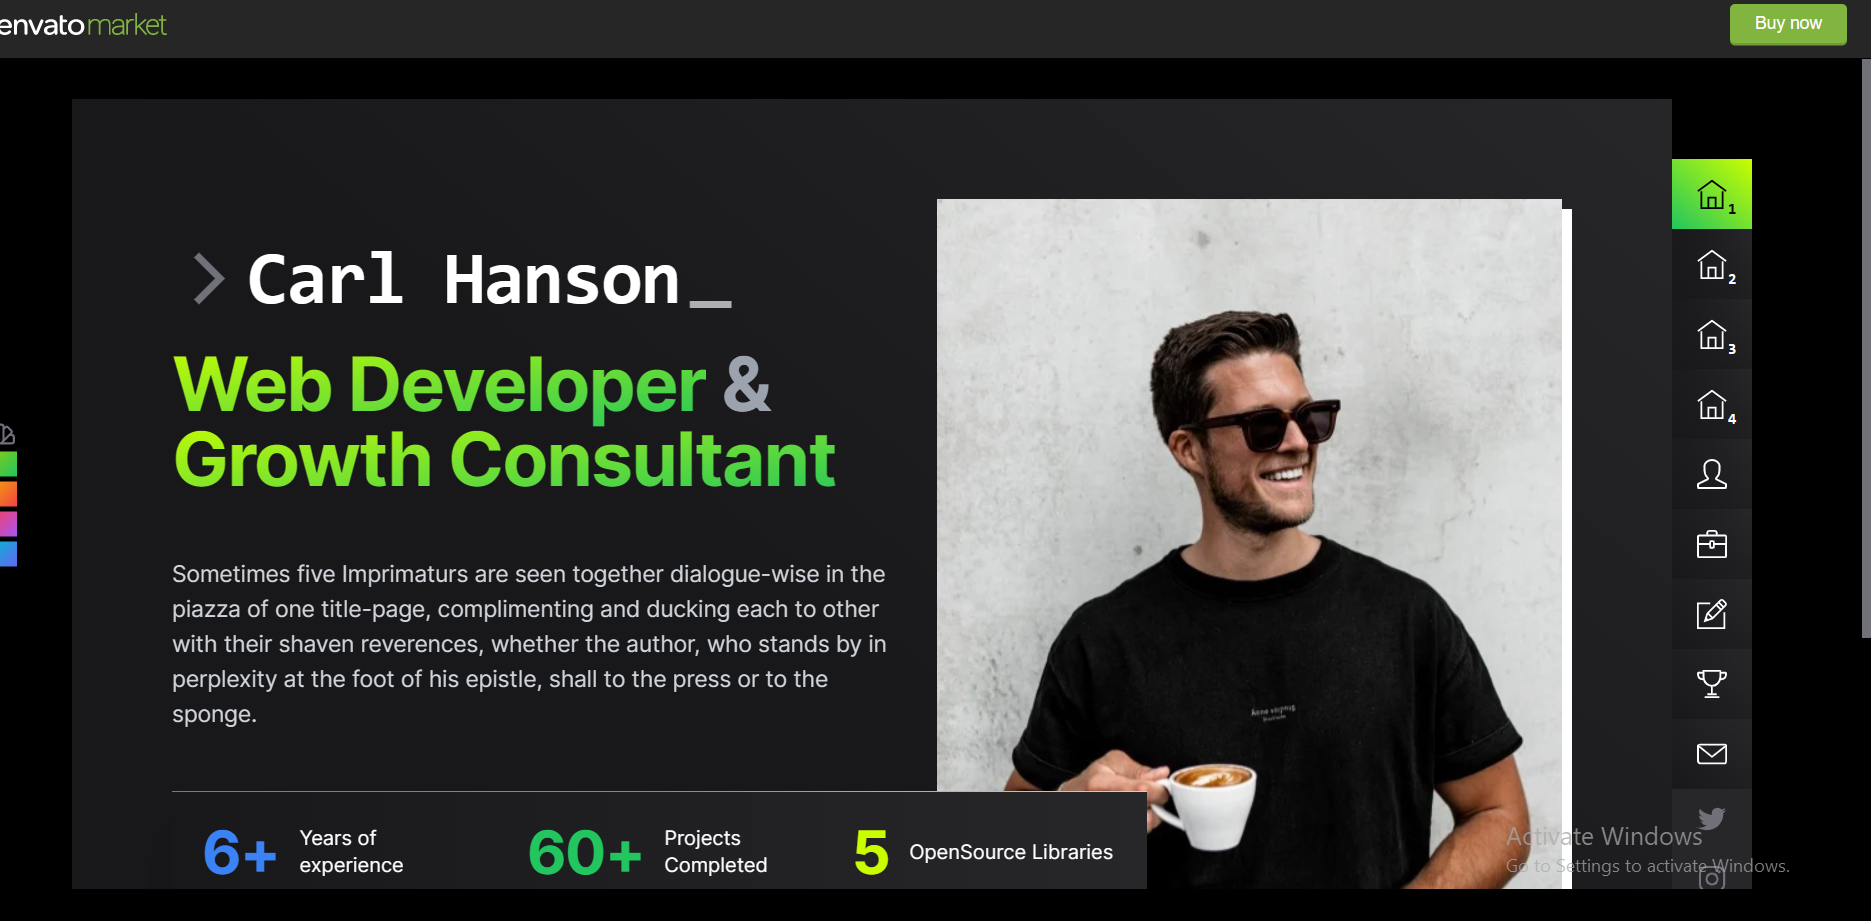 envato market
Buy now
1
2
3
4
> Carl Hanson_
Web Developer &
Growth Consultant
Sometimes five Imprimaturs are seen together dialogue-wise in the
piazza of one title-page, complimenting and ducking each to other
with their shaven reverences, whether the author, who stands by in
perplexity at the foot of his epistle, shall to the press or to the
sponge.
6+ Years of
experience
60+ Projects
Completed
5 OpenSource Libraries
Activate Windows
Go to Settings to activate Windows.